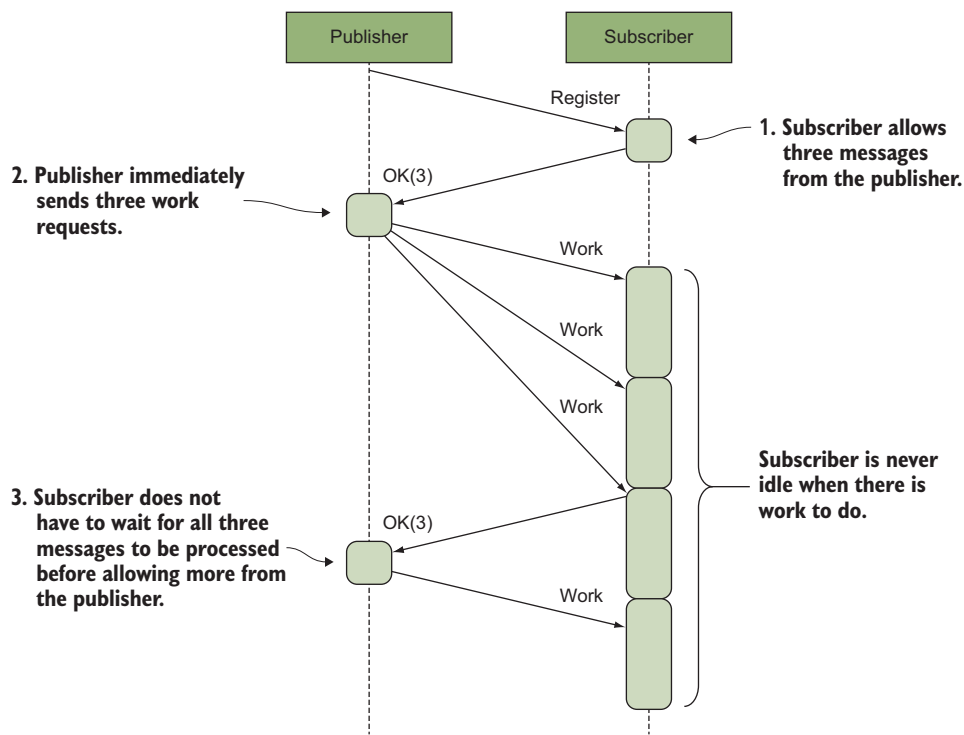 Publisher
Subscriber
Register
1. Subscriber allows
three messages
from the publisher.
2. Publisher immediately
sends three work
requests.
OK(3)
Work
Work
Work
Subscriber is never
idle when there is
work to do.
3. Subscriber does not
have to wait for all three
messages to be processed
before allowing more from
the publisher.
OK(3)
Work